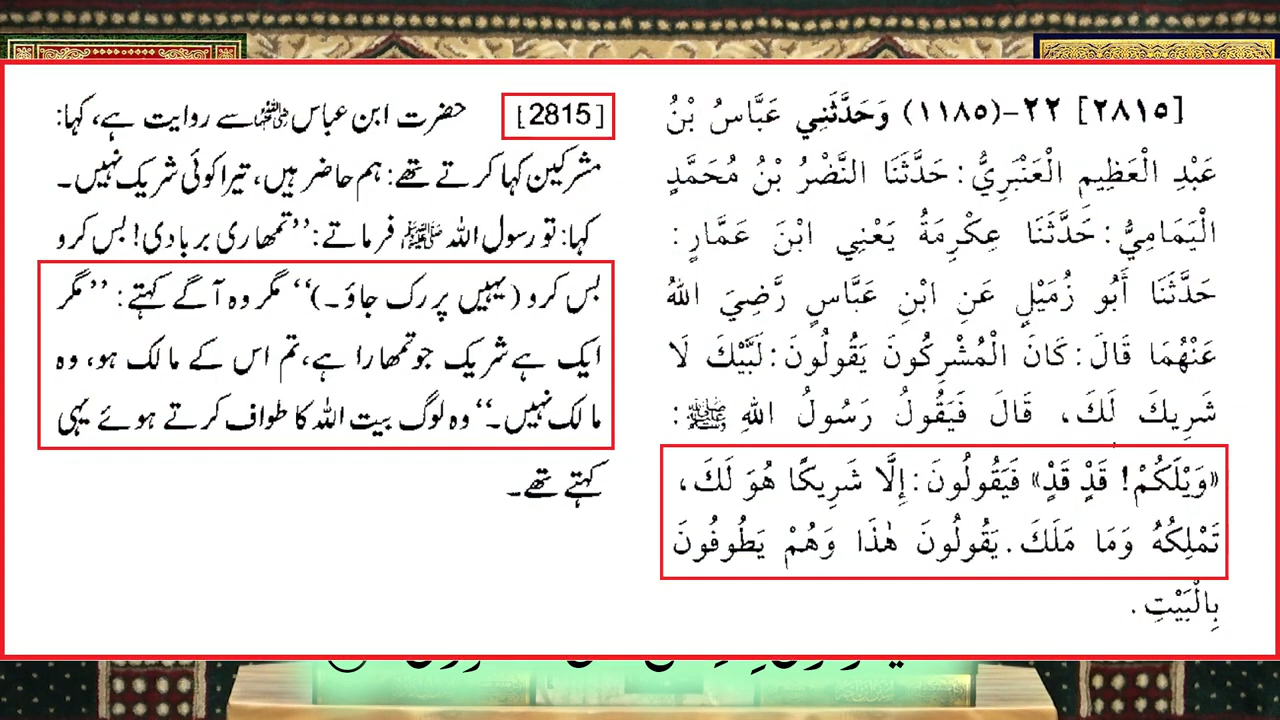 [٢٨١٥] ٢٢-(١١٨٥) وَحَدَّثَنِي عَبَّاسُ بْنُ
عَبْدِ الْعَظِيمِ الْعَنْبَرِيُّ: حَدَّثَنَا النَّضْرُ بْنُ مُحَمَّدٍ
الْيَمَامِيُّ: حَدَّثَنَا عِكْرِمَةُ يَعْنِي ابْنَ عَمَّارٍ:
حَدَّثَنَا أَبُو زُمَيْلٍ عَنِ ابْنِ عَبَّاسٍ رَّضِيَ اللهُ
عَنْهُمَا قَالَ: كَانَ الْمُشْرِكُونَ يَقُولُونَ: لَبَّيْكَ لَا
شَرِيكَ لَكَ، قَالَ فَيَقُولُ رَسُولُ اللهِ ﷺ:
«وَيْلَكُمْ! قَدْ قَدْ» فَيَقُولُونَ: إِلَّا شَرِيكًا هُوَ لَكَ،
تَمْلِكُهُ وَمَا مَلَكَ. يَقُولُونَ هٰذَا وَهُمْ يَطُوفُونَ
بِالْبَيْتِ.
[2815] حضرت ابن عباس ؓ سے روایت ہے، کہا:
مشرکین کہا کرتے تھے: ہم حاضر ہیں، تیرا کوئی شریک نہیں۔
کہا: تو رسول اللہ ﷺ فرماتے: ’’تمھاری بربادی! بس کرو
بس کرو (یہیں پر رک جاؤ۔)‘‘ مگر وہ آگے کہتے: ’’مگر
ایک ہے شریک جو تمھارا ہے، تم اس کے مالک ہو، وہ
مالک نہیں۔‘‘ وہ لوگ بیت اللہ کا طواف کرتے ہوئے یہی
کہتے تھے۔